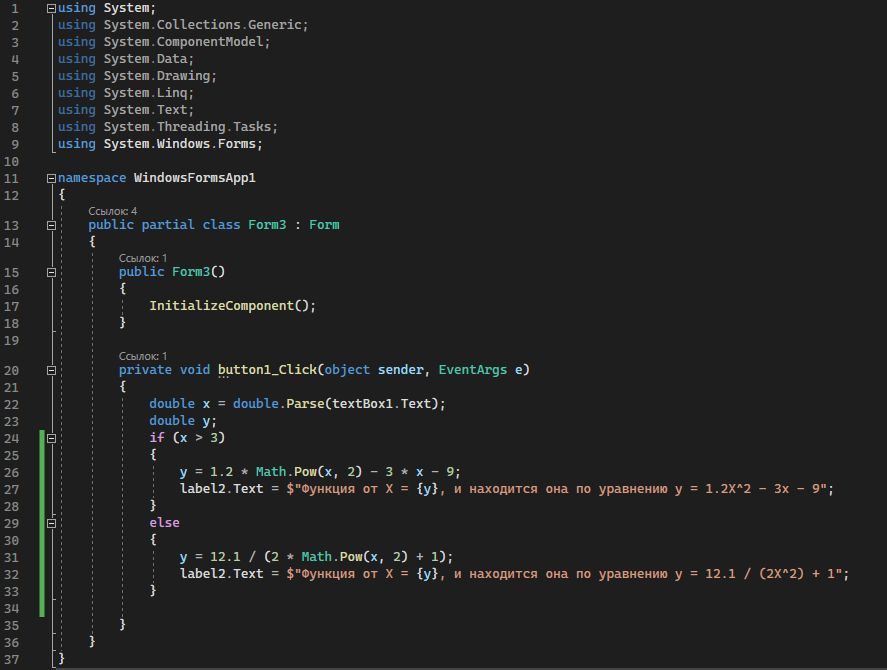 1 using System;
2 using System.Collections.Generic;
3 using System.ComponentModel;
4 using System.Data;
5 using System.Drawing;
6 using System.Linq;
7 using System.Text;
8 using System.Threading.Tasks;
9 using System.Windows.Forms;
10
11 namespace WindowsFormsApp1
12 {
Ссылок: 4
13 public partial class Form3 : Form
14 {
Ссылок: 1
15 public Form3()
16 {
17 InitializeComponent();
18 }
19
Ссылок: 1
20 private void button1_Click(object sender, EventArgs e)
21 {
22 double x = double.Parse(textBox1.Text);
23 double y;
24 if (x > 3)
25 {
26 y = 1.2 * Math.Pow(x, 2) - 3 * x - 9;
27 label2.Text = $"Функция от X = {y}, и находится она по уравнению y = 1.2X^2 - 3x - 9";
28 }
29 else
30 {
31 y = 12.1 / (2 * Math.Pow(x, 2) + 1);
32 label2.Text = $"Функция от X = {y}, и находится она по уравнению y = 12.1 / (2X^2) + 1";
33 }
34
35 }
36 }
37 }